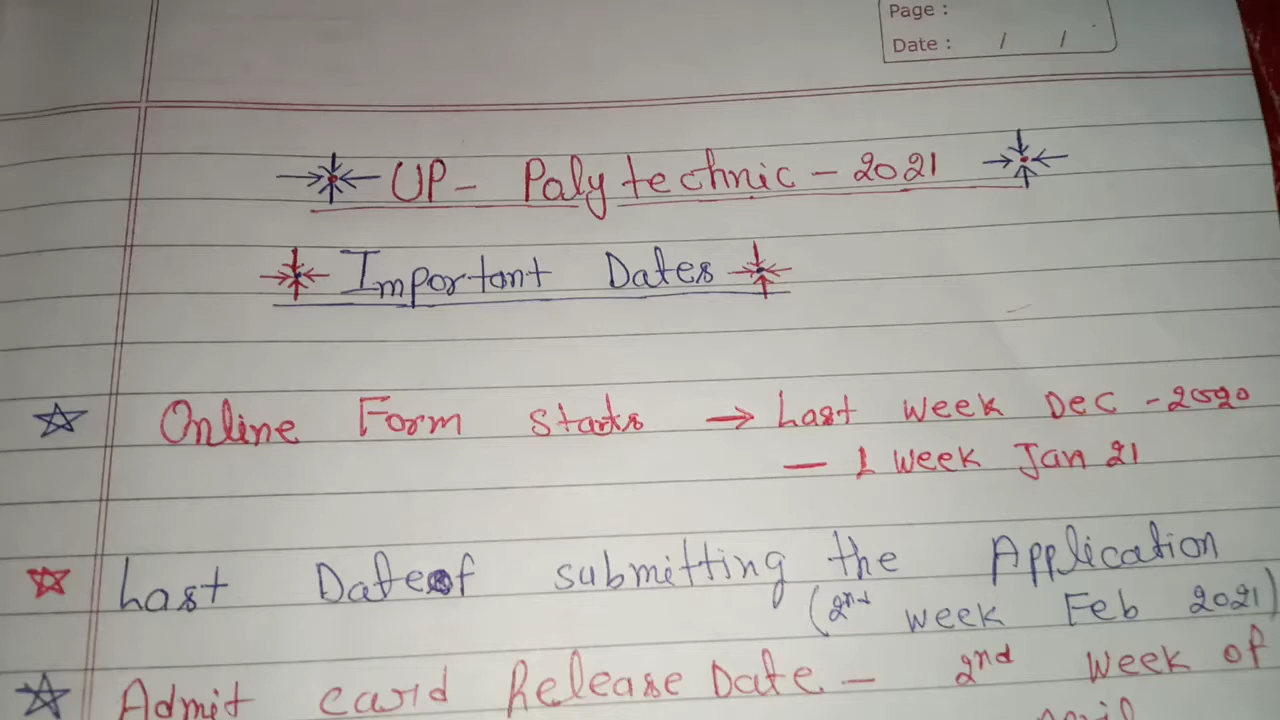 Page :
Date : / /
UP - Palytechnic - 2021
Important Dates
Online Form starts → Last week Dec - 2020
— 1 week Jan 21
Last Date of submitting the Application
(2nd week Feb 2021)
Admit card Release Date - 2nd week of